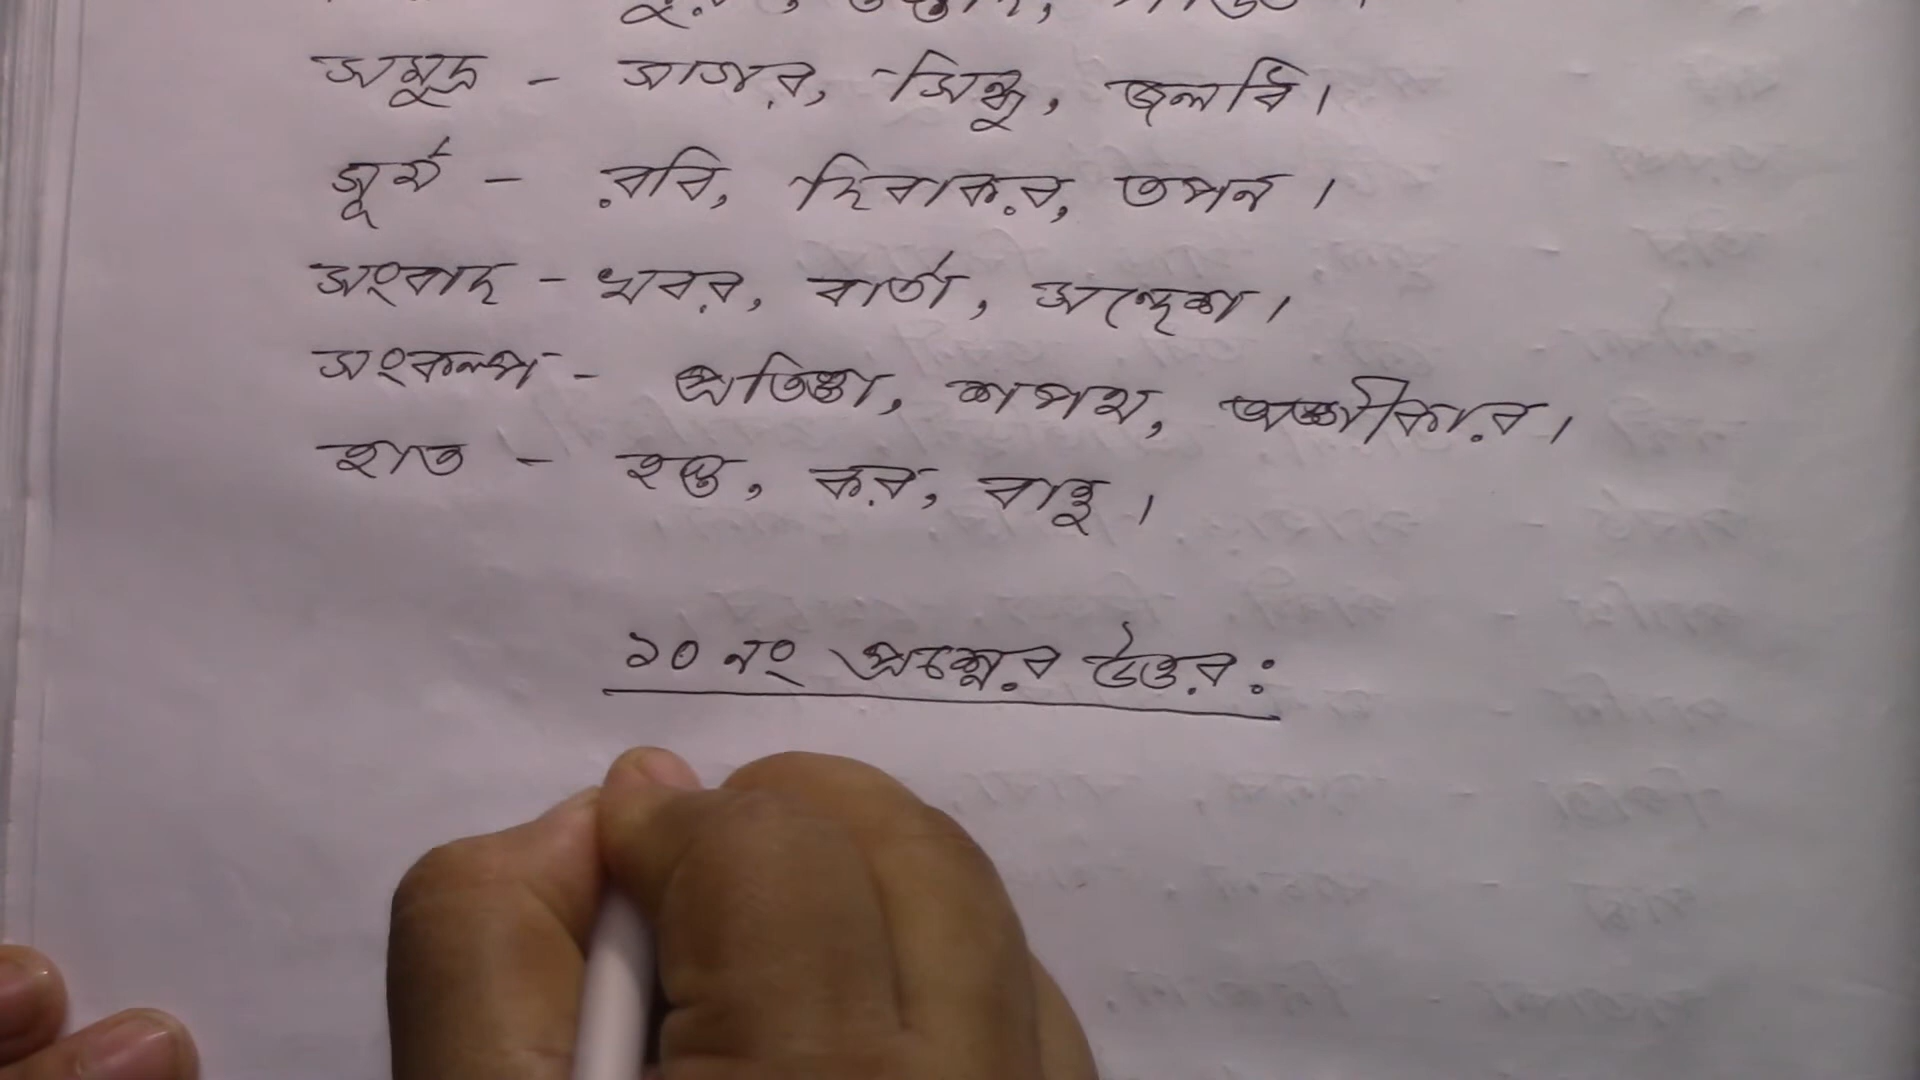 সমুদ্র - সাগর, সিন্ধু, জলধি।
সূর্য - রবি, দিবাকর, তপন।
সংবাদ - খবর, বার্তা, সন্দেশ।
সংকল্প - প্রতিজ্ঞা, শপথ, অঙ্গীকার।
হাত - হস্ত, কর, বাহু।
১০ নং প্রশ্নের উত্তর: